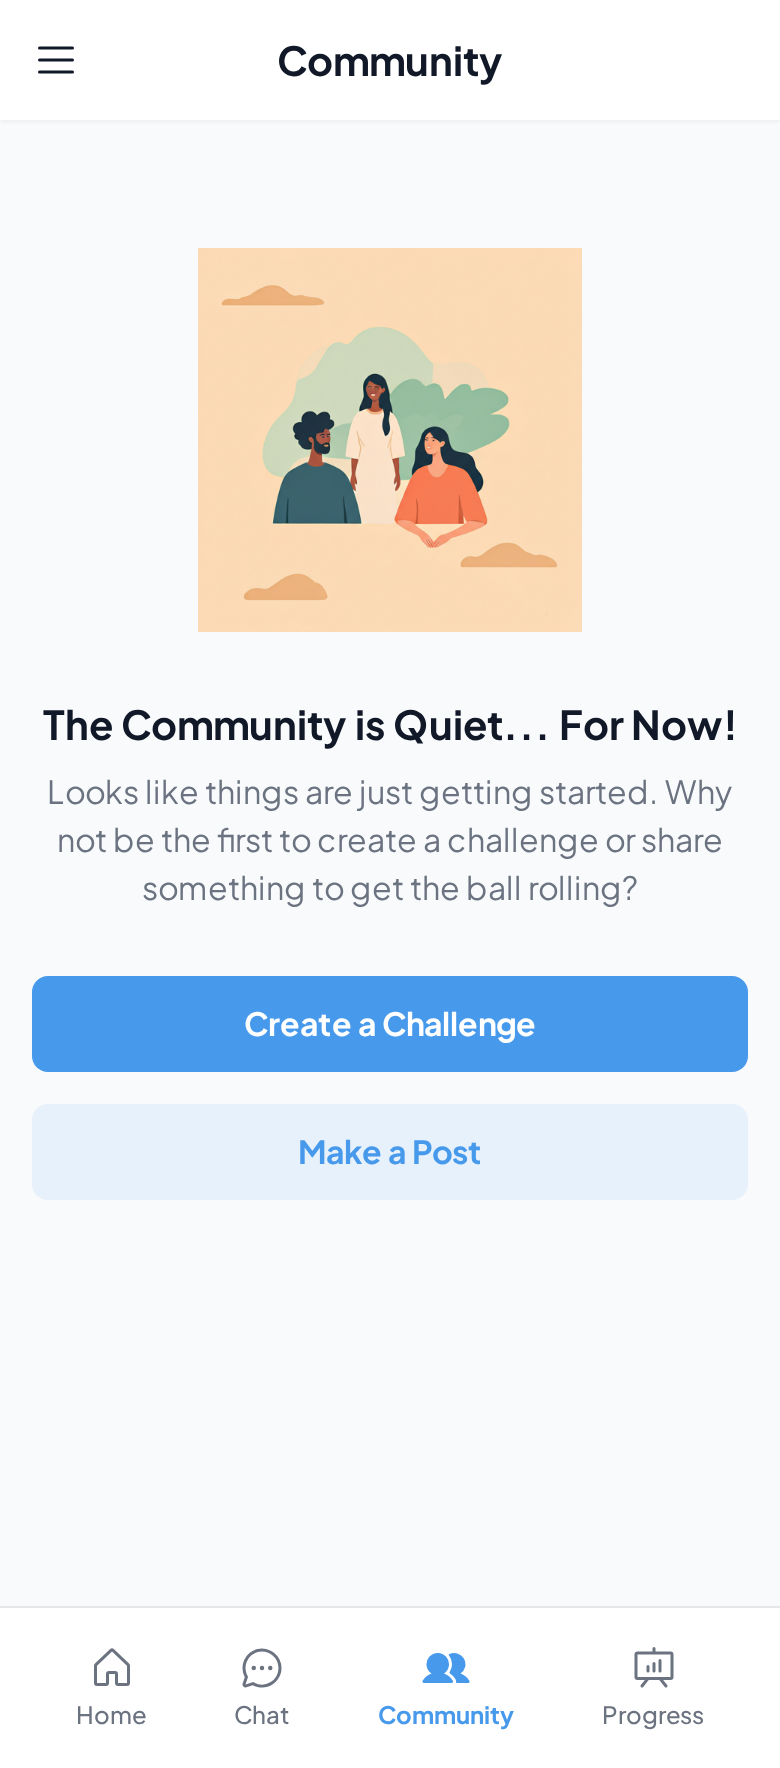 Community
The Community is Quiet... For Now!
Looks like things are just getting started. Why
not be the first to create a challenge or share
something to get the ball rolling?
Create a Challenge
Make a Post
Home
Chat
Community
Progress